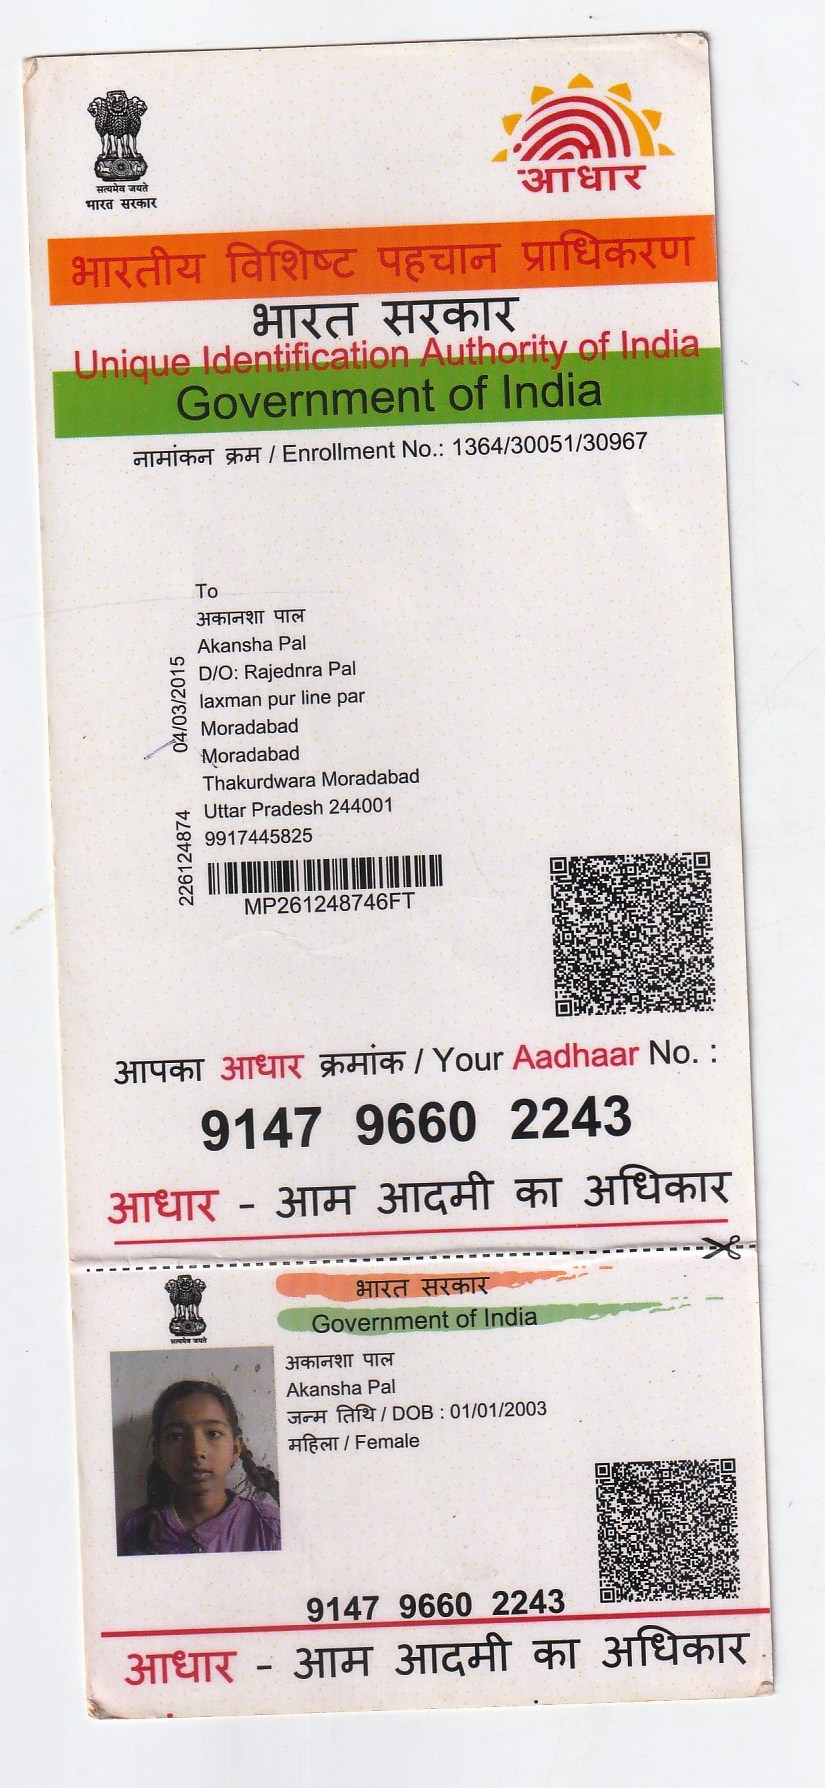 सत्यमेव जयते
भारत सरकार
आधार
भारतीय विशिष्ट पहचान प्राधिकरण
भारत सरकार
Unique Identification Authority of India
Government of India
नामांकन क्रम / Enrollment No.: 1364/30051/30967
To
अकानशा पाल
Akansha Pal
D/O: Rajednra Pal
laxman pur line par
Moradabad
Moradabad
Thakurdwara Moradabad
Uttar Pradesh 244001
9917445825
04/03/2015
226124874
MP261248746FT
आपका आधार क्रमांक / Your Aadhaar No. :
9147 9660 2243
आधार - आम आदमी का अधिकार
सत्यमेव जयते
भारत सरकार
Government of India
अकानशा पाल
Akansha Pal
जन्म तिथि / DOB : 01/01/2003
महिला / Female
9147 9660 2243
आधार - आम आदमी का अधिकार